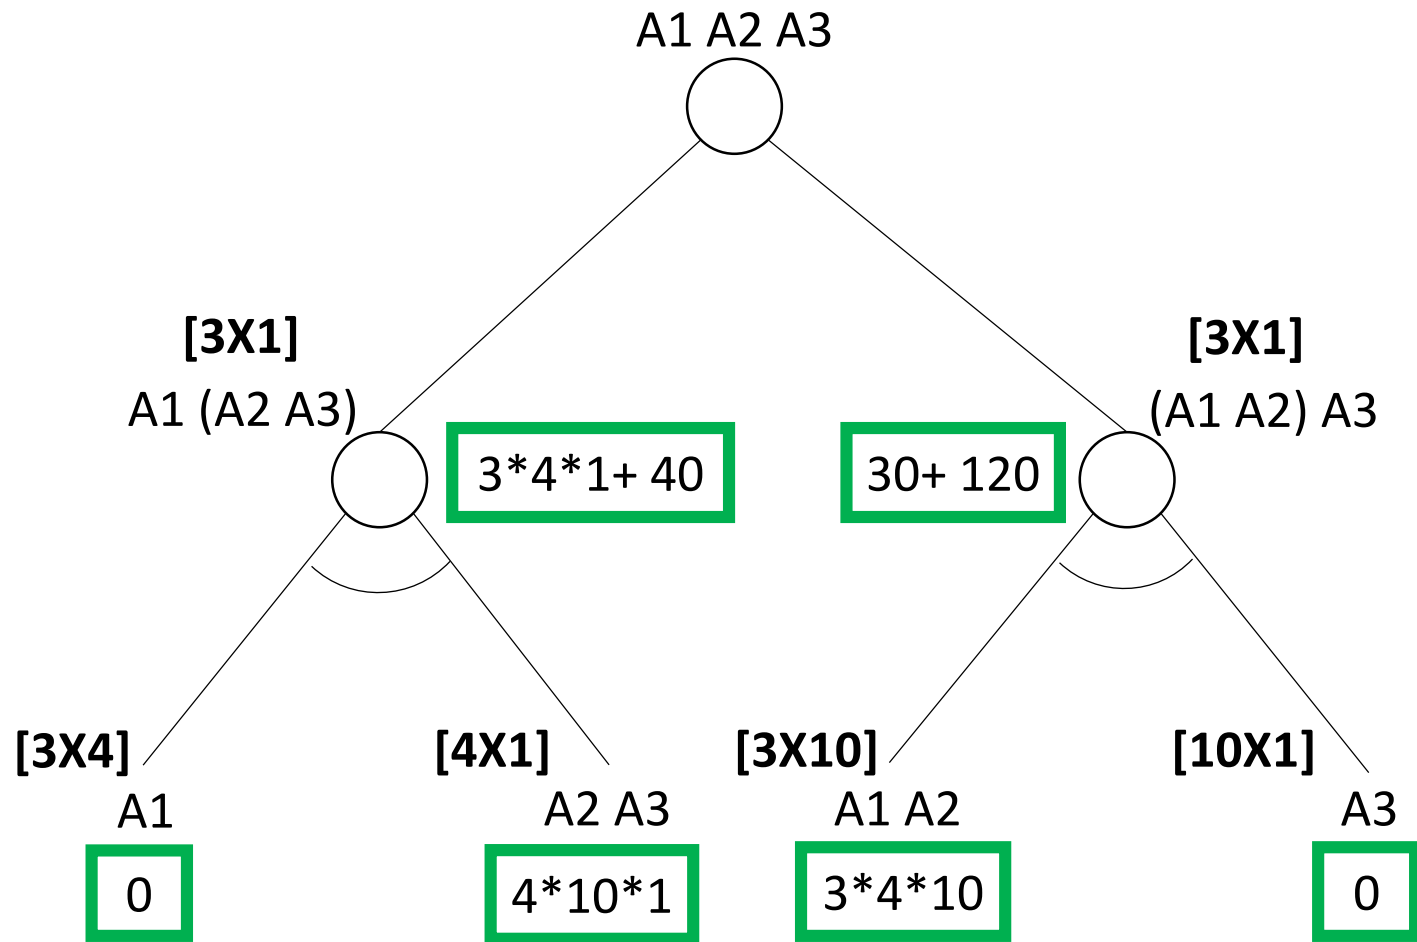 A1 A2 A3
[3X1]
A1 (A2 A3)
3*4*1+ 40
30+ 120
[3X1]
(A1 A2) A3
[3X4]
A1
0
[4X1]
A2 A3
4*10*1
[3X10]
A1 A2
3*4*10
[10X1]
A3
0